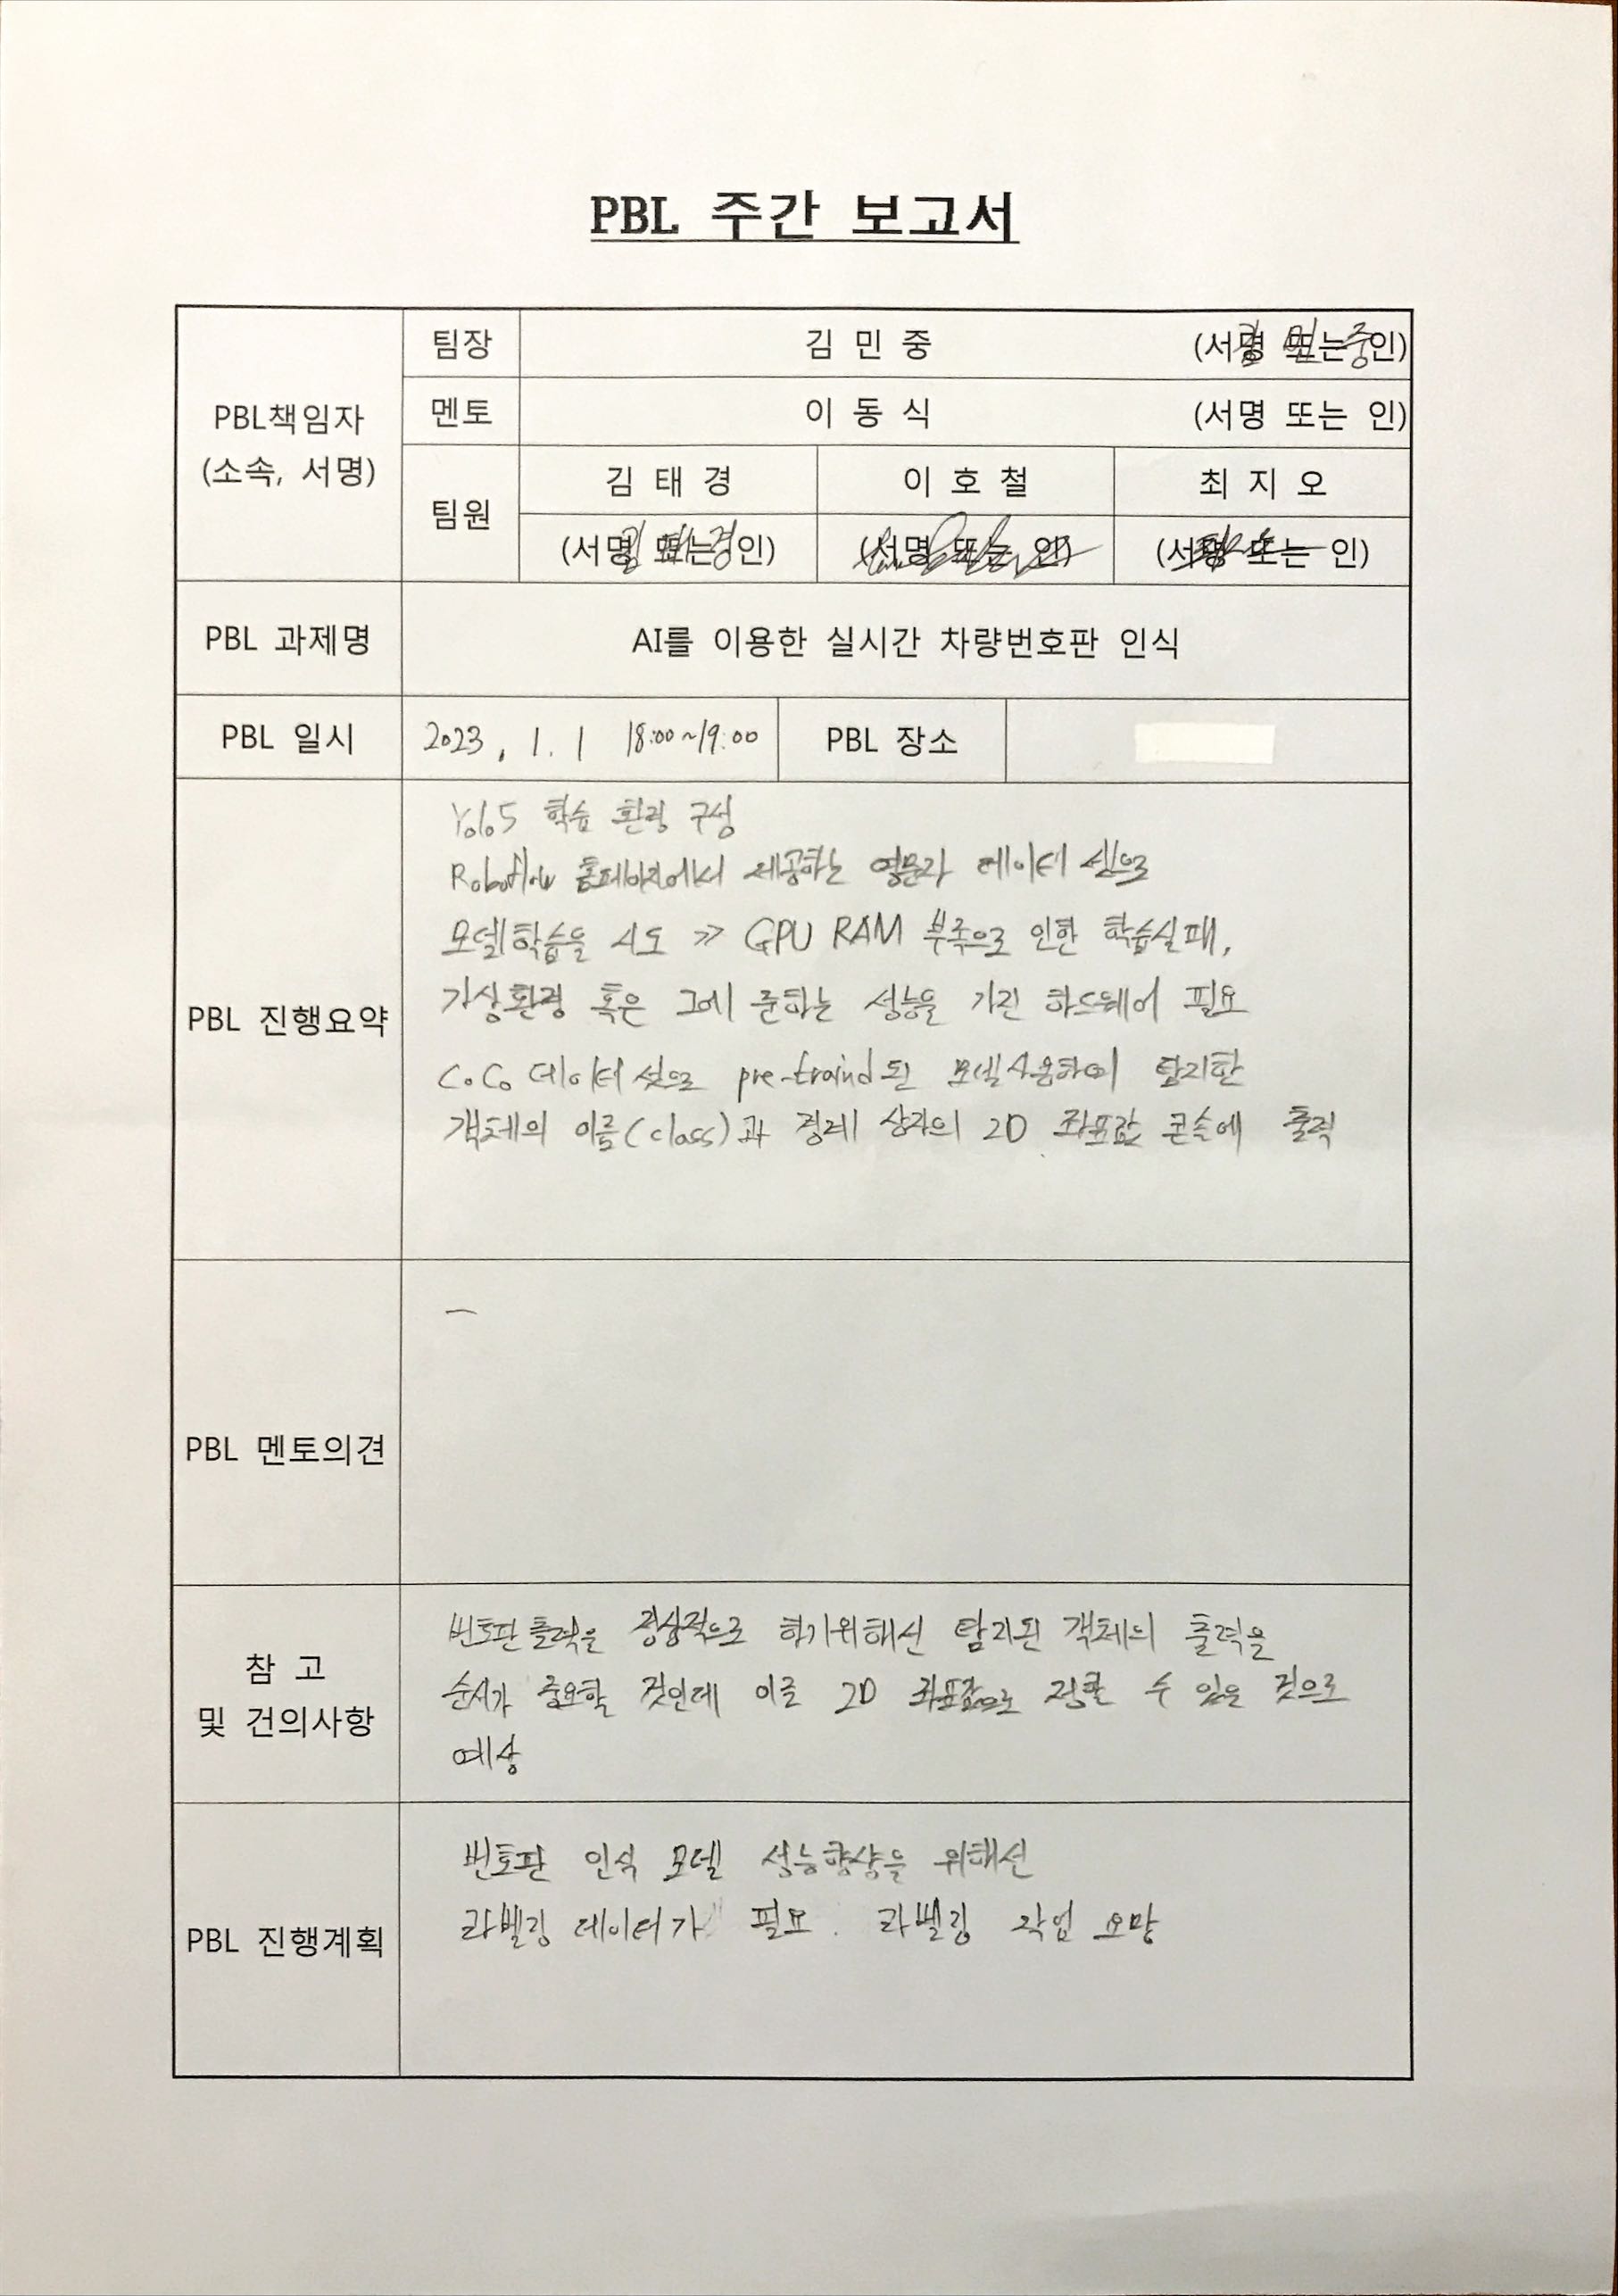 PBL 주간 보고서
PBL책임자
(소속, 서명)
팀장
김 민 중
(서명 또는 인)
김민중
멘토
이 동 식
(서명 또는 인)
팀원
김 태 경
이 호 철
최 지 오
(서명 또는 인)
김태경
(서명 또는 인)
(서명 또는 인)
PBL 과제명
AI를 이용한 실시간 차량번호판 인식
PBL 일시
2023, 1. 1 18:00~19:00
PBL 장소
PBL 진행요약
Yolo5 학습 환경 구성
Roboflow 홈페이지에서 제공하는 영문자 데이터 셋으로
모델학습을 시도 >> GPU RAM 부족으로 인한 학습실패,
가상환경 혹은 그에 준하는 성능을 가진 하드웨어 필요
CoCo 데이터 셋으로 pre-traind된 모델사용하여 탐지한
객체의 이름(class)과 경계 상자의 2D 좌표값 콘솔에 출력
PBL 멘토의견
-
참 고
및 건의사항
번호판 출력을 정상적으로 하기위해선 탐지된 객체의 출력을
순서가 중요할 것인데 이를 2D 좌표값으로 정할 수 있을 것으로
예상
PBL 진행계획
번호판 인식 모델 성능향상을 위해선
라벨링 데이터가 필요. 라벨링 작업 요망